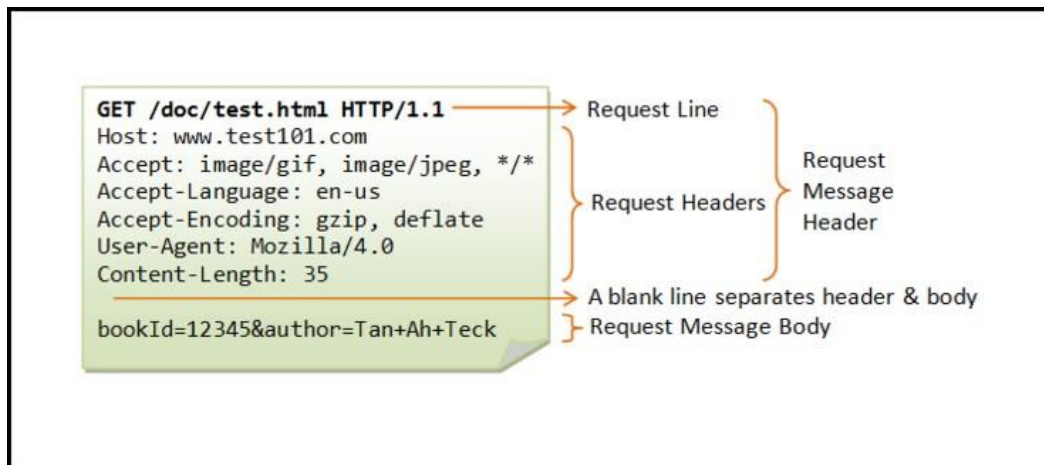 GET /doc/test.html HTTP/1.1
Host: www.test101.com
Accept: image/gif, image/jpeg, */*
Accept-Language: en-us
Accept-Encoding: gzip, deflate
User-Agent: Mozilla/4.0
Content-Length: 35
bookId=12345&author=Tan+Ah+Teck
Request Line
Request Headers
Request
Message
Header
A blank line separates header & body
Request Message Body